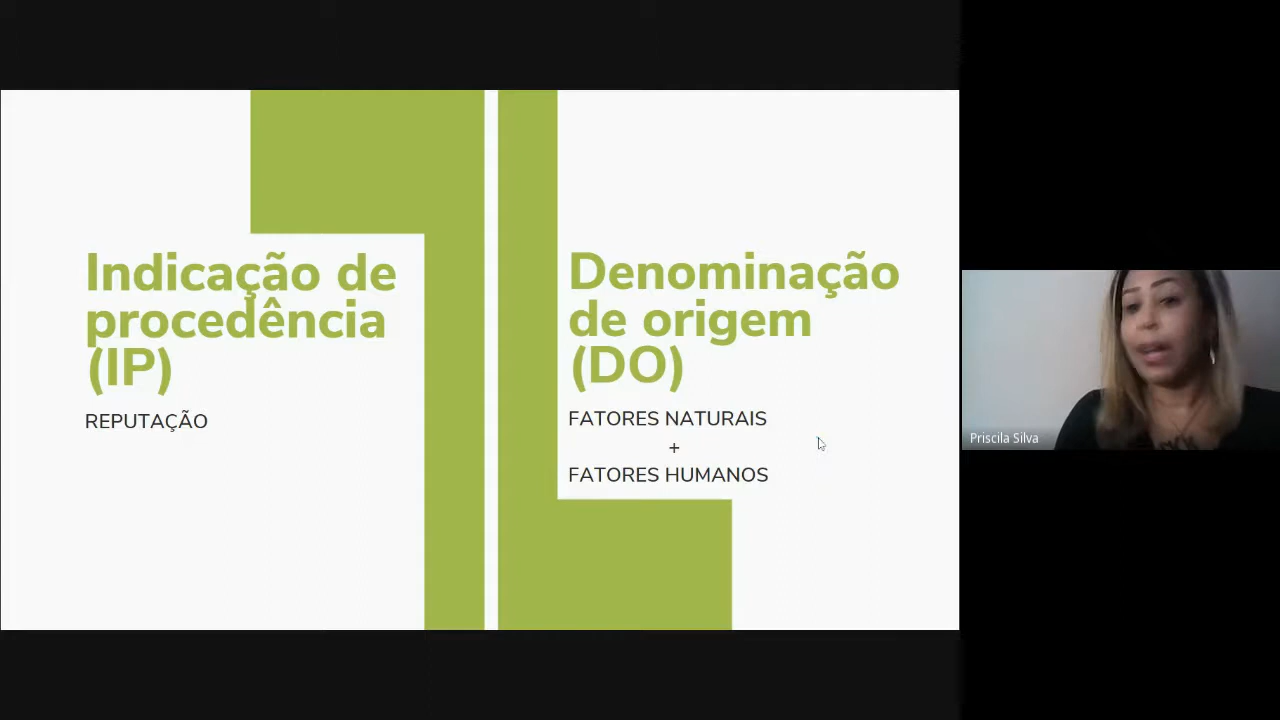 Indicação de
procedência
(IP)
REPUTAÇÃO
Denominação
de origem
(DO)
FATORES NATURAIS
+
FATORES HUMANOS
Priscila Silva